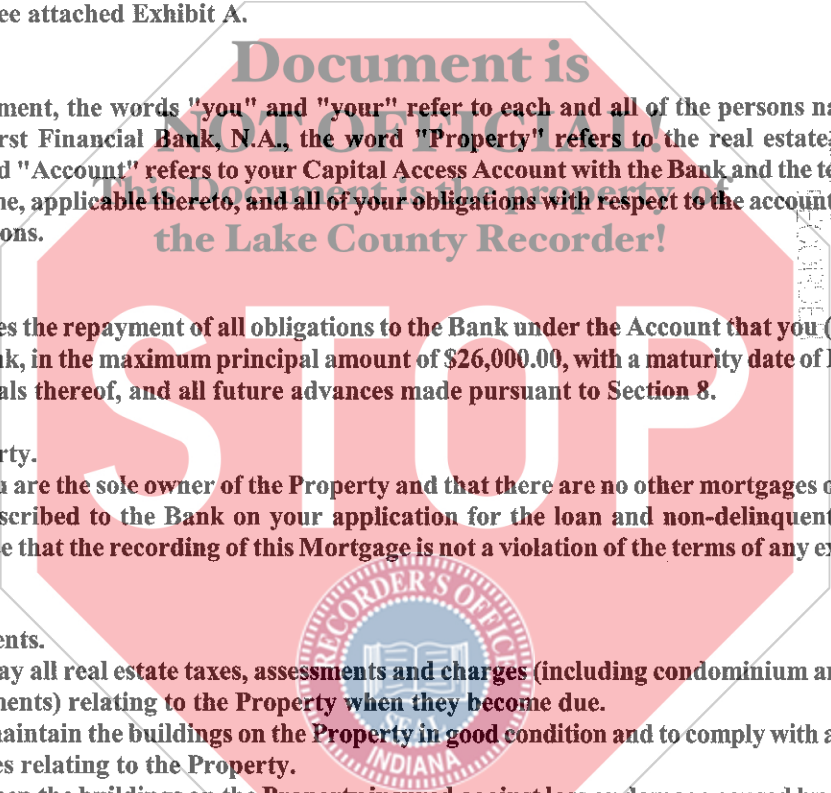 ee attached Exhibit A.
Document is
ment, the words "you" and "your" refer to each and all of the persons na
NOT OFFICIAL!
rst Financial Bank, N.A., the word "Property" refers to the real estate,
d "Account" refers to your Capital Access Account with the Bank and the te
This Document is the property of
ne, applicable thereto, and all of your obligations with respect to the account
ons.
the Lake County Recorder!
es the repayment of all obligations to the Bank under the Account that you (
nk, in the maximum principal amount of $26,000.00, with a maturity date of
als thereof, and all future advances made pursuant to Section 8.
STOP
rty.
u are the sole owner of the Property and that there are no other mortgages o
scribed to the Bank on your application for the loan and non-delinquent
e that the recording of this Mortgage is not a violation of the terms of any ex
RECORDER'S OFFICE
ents.
ay all real estate taxes, assessments and charges (including condominium an
nents) relating to the Property when they become due.
naintain the buildings on the Property in good condition and to comply with a
SEAL
es relating to the Property.
INDIANA